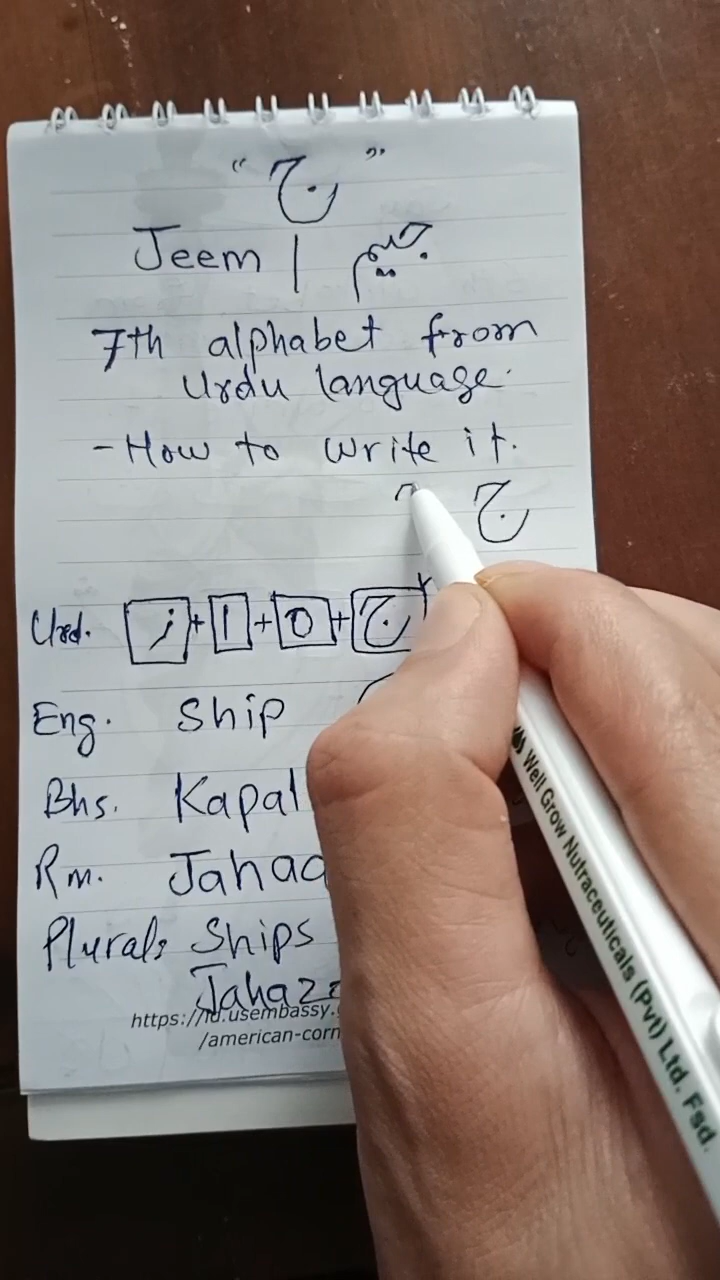 “ج”
Jeem | جیم
7th alphabet from
Urdu language.
- How to write it.
ج
Urd. ز + ا + ہ + ج
Eng. Ship
Bhs. Kapal
Rm. Jahaa
Plural: Ships
Jahaz
https://id.usembassy.
/american-corn
Well Grow Nutraceuticals (Pvt) Ltd. Fsd.